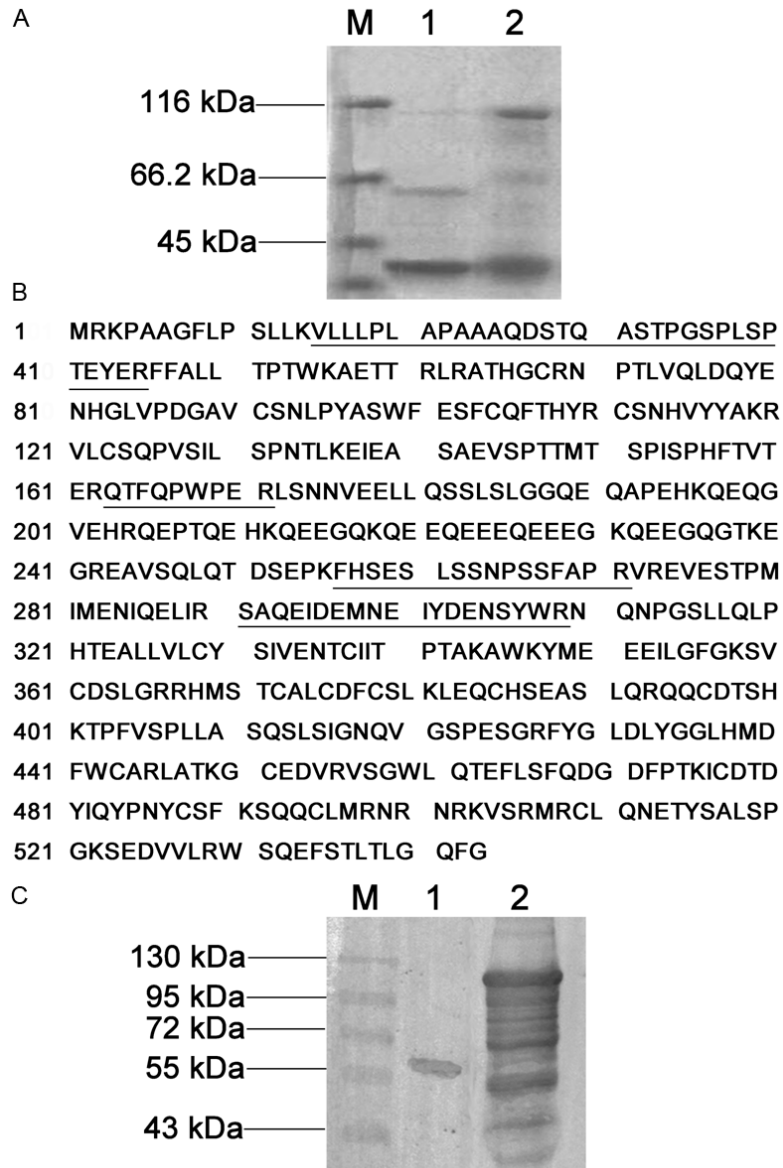 A
M 1 2
116 kDa
66.2 kDa
45 kDa
B
1 MRKPAAGFLP SLLKVLLLPL APAAAQDSTQ ASTPGSPLSP
41 TEYERFFALL TPTWKAETT RLRATHGCRN PTLVQLDQYE
81 NHGLVPDGAV CSNLPYASWF ESFCQFTHYR CSNHVYYAKR
121 VLCSQPVSIL SPNTLKEIEA SAEVSPTTMT SPISPHFTVT
161 ERQTFQPWPE RLSNNVEELL QSSLSLGGQE QAPEHKQEQG
201 VEHRQEPTQE HKQEEGQKQE EQEEEQEEEG KQEEGQGTKE
241 GREAVSQLQT DSEPKFHSES LSSNPSSFAP RVREVESTPM
281 IMENIQELIR SAQEIDEMNE IYDENSYWRN QNPGSLLQLP
321 HTEALLVLCY SIVENTCIIT PTAKAWKYME EEILGFGKSV
361 CDSLGRRHMS TCALCDFCSL KLEQCHSEAS LQRQQCDTSH
401 KTPFVSPLLA SQSLSIGNQV GSPESGRFYG LDLYGGLHMD
441 FWCARLATKG CEDVRVSGWL QTEFLSFQDG DFPTKICDTD
481 YIQYPNYCSF KSQQCLMRNR NRKVSRMRCL QNETYSALSP
521 GKSEDVVLRW SQEFSTLTLG QFG
C
M 1 2
130 kDa
95 kDa
72 kDa
55 kDa
43 kDa